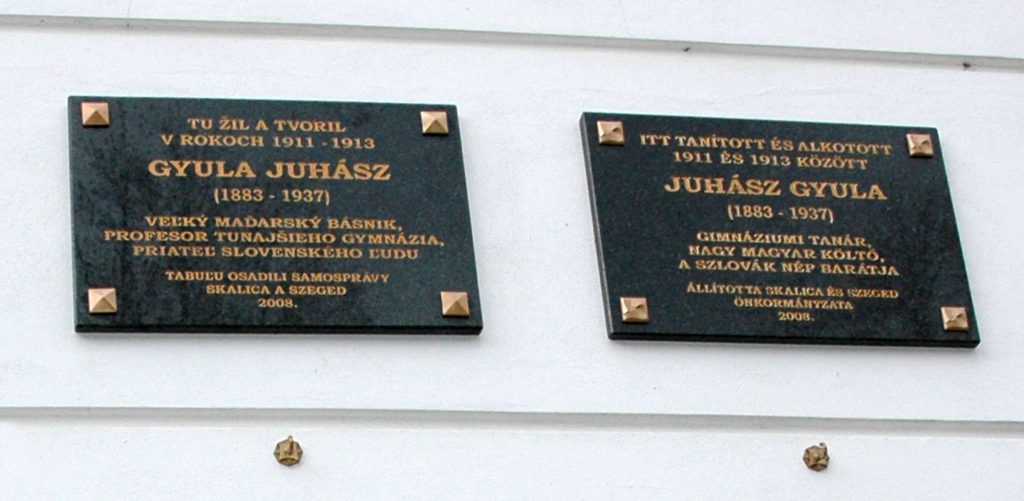 TU ŽIL A TVORIL
V ROKOCH 1911 - 1913
GYULA JUHÁSZ
(1883 - 1937)
VEĽKÝ MAĎARSKÝ BÁSNIK,
PROFESOR TUNAJŠIEHO GYMNÁZIA,
PRIATEĽ SLOVENSKÉHO ĽUDU
TABUĽU OSADILI SAMOSPRÁVY
SKALICA A SZEGED
2008.
ITT TANÍTOTT ÉS ALKOTOTT
1911 ÉS 1913 KÖZÖTT
JUHÁSZ GYULA
(1883 - 1937)
GIMNÁZIUMI TANÁR,
NAGY MAGYAR KÖLTŐ,
A SZLOVÁK NÉP BARÁTJA
ÁLLÍTOTTA SKALICA ÉS SZEGED
ÖNKORMÁNYZATA
2008.